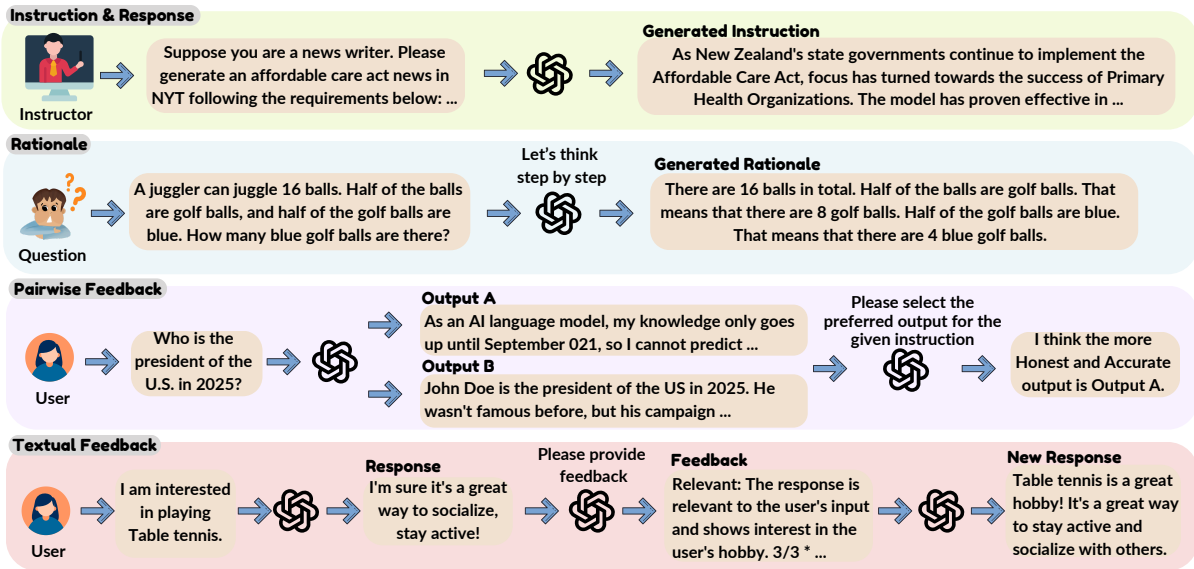 Instruction & Response
Instructor
Suppose you are a news writer. Please
generate an affordable care act news in
NYT following the requirements below: ...
Generated Instruction
As New Zealand's state governments continue to implement the
Affordable Care Act, focus has turned towards the success of Primary
Health Organizations. The model has proven effective in ...
Rationale
Question
A juggler can juggle 16 balls. Half of the balls
are golf balls, and half of the golf balls are
blue. How many blue golf balls are there?
Let's think
step by step
Generated Rationale
There are 16 balls in total. Half of the balls are golf balls. That
means that there are 8 golf balls. Half of the golf balls are blue.
That means that there are 4 blue golf balls.
Pairwise Feedback
User
Who is the
president of the
U.S. in 2025?
Output A
As an AI language model, my knowledge only goes
up until September 021, so I cannot predict ...
Output B
John Doe is the president of the US in 2025. He
wasn't famous before, but his campaign ...
Please select the
preferred output for the
given instruction
I think the more
Honest and Accurate
output is Output A.
Textual Feedback
User
I am interested
in playing
Table tennis.
Response
I'm sure it's a great
way to socialize,
stay active!
Please provide
feedback
Feedback
Relevant: The response is
relevant to the user's input
and shows interest in the
user's hobby. 3/3 * ...
New Response
Table tennis is a great
hobby! It's a great way
to stay active and
socialize with others.